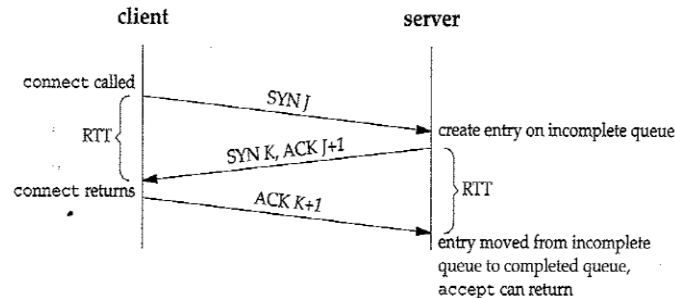 client
server
connect called
SYN J
RTT
create entry on incomplete queue
SYN K, ACK J+1
connect returns
RTT
ACK K+1
entry moved from incomplete
queue to completed queue,
accept can return